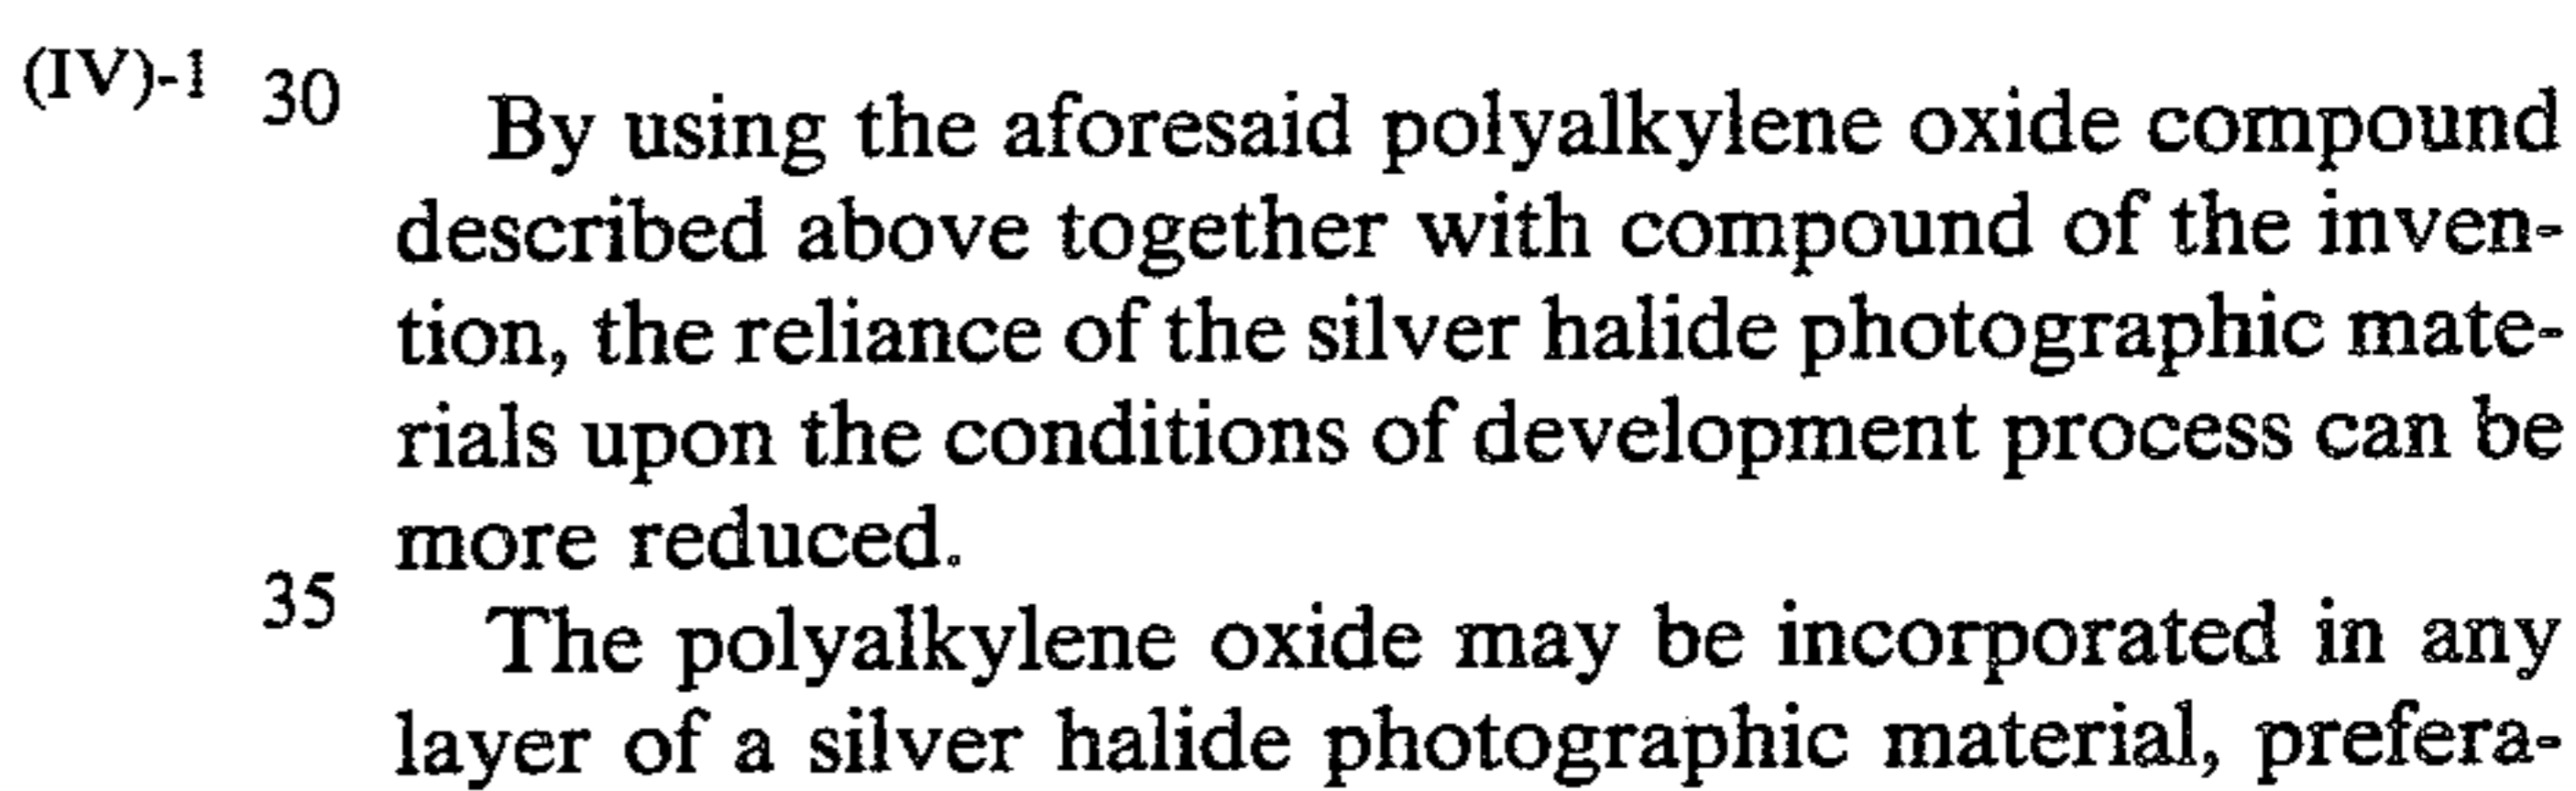 (IV)-1 30 By using the aforesaid polyalkylene oxide compound
described above together with compound of the inven-
tion, the reliance of the silver halide photographic mate-
rials upon the conditions of development process can be
more reduced.
35 The polyalkylene oxide may be incorporated in any
layer of a silver halide photographic material, prefera-